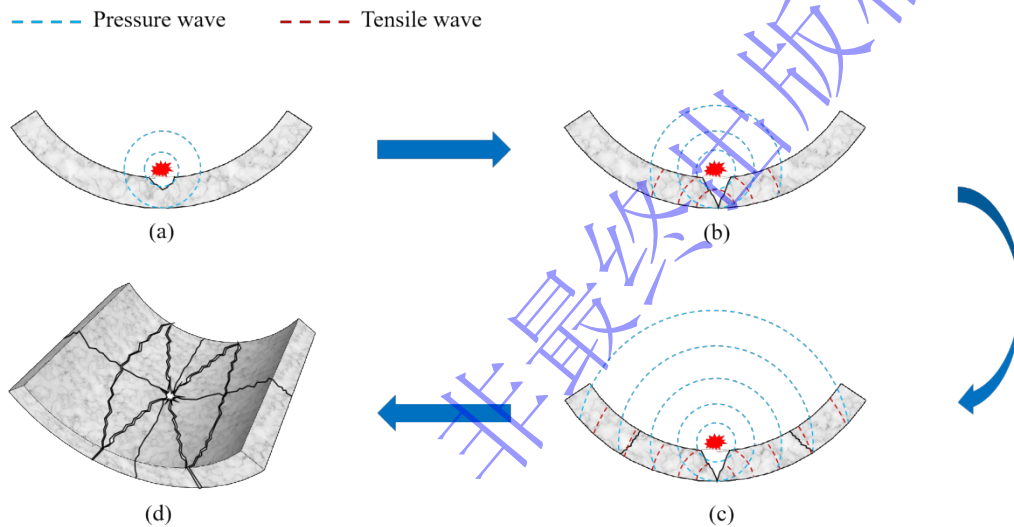 Pressure wave
Tensile wave
(a)
(b)
(c)
(d)
非最终出版稿